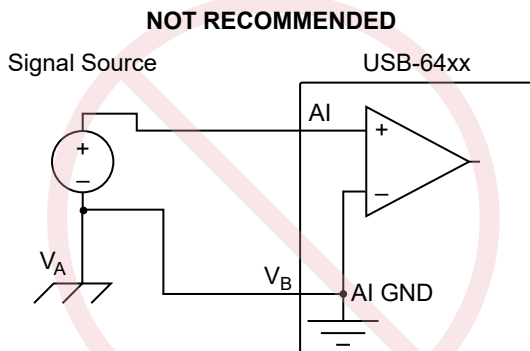 NOT RECOMMENDED
Signal Source
USB-64xx
AI
+
+
–
–
V_A
V_B
AI GND